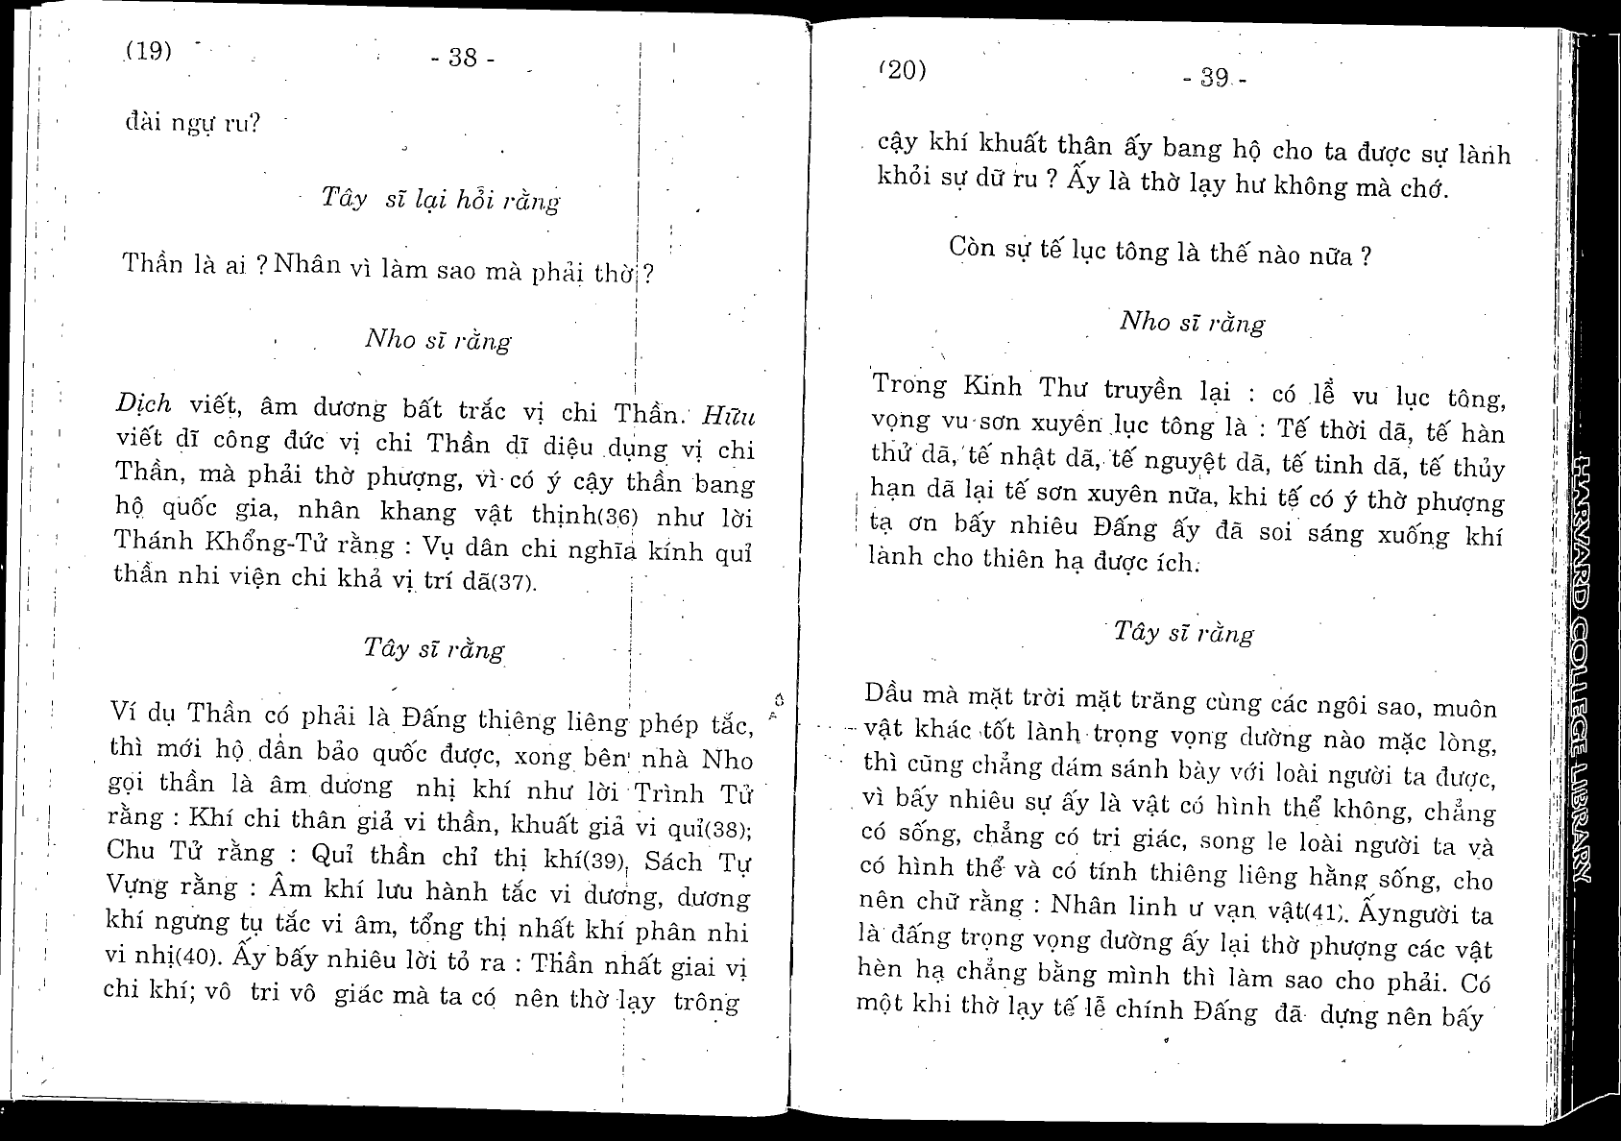 (19)
- 38 -
đài ngự ru?
Tây sĩ lại hỏi rằng
Thần là ai ? Nhân vì làm sao mà phải thờ ?
Nho sĩ rằng
Dịch viết, âm dương bất trắc vị chi Thần. Hữu
viết dĩ công đức vị chi Thần dĩ diệu dụng vị chi
Thần, mà phải thờ phượng, vì có ý cậy thần bang
hộ quốc gia, nhân khang vật thịnh(36) như lời
Thánh Khổng-Tử rằng : Vụ dân chi nghĩa kính quỉ
thần nhi viện chi khả vị trí dã(37).
Tây sĩ rằng
Ví dụ Thần có phải là Đấng thiêng liêng phép tắc,
thì mới hộ dân bảo quốc được, xong bên nhà Nho
gọi thần là âm dương nhị khí như lời Trình Tử
rằng : Khí chi thân giả vi thần, khuất giả vi quỉ(38);
Chu Tử rằng : Quỉ thần chỉ thị khí(39), Sách Tự
Vựng rằng : Âm khí lưu hành tắc vi dương, dương
khí ngưng tụ tắc vi âm, tổng thị nhất khí phân nhi
vi nhị(40). Ấy bấy nhiêu lời tỏ ra : Thần nhất giai vị
chi khí; vô tri vô giác mà ta có nên thờ lạy trông
(20)
- 39 -
cậy khí khuất thân ấy bang hộ cho ta được sự lành
khỏi sự dữ ru ? Ấy là thờ lạy hư không mà chớ.
Còn sự tế lục tông là thế nào nữa ?
Nho sĩ rằng
Trong Kinh Thư truyền lại : có lể vu lục tông,
vọng vu sơn xuyên lục tông là : Tế thời dã, tế hàn
thử dã, tế nhật dã, tế nguyệt dã, tế tinh dã, tế thủy
hạn dã lại tế sơn xuyên nữa, khi tế có ý thờ phượng
tạ ơn bấy nhiêu Đấng ấy đã soi sáng xuống khí
lành cho thiên hạ được ích.
Tây sĩ rằng
Dầu mà mặt trời mặt trăng cùng các ngôi sao, muôn
vật khác tốt lành trọng vọng dường nào mặc lòng,
thì cũng chẳng dám sánh bày với loài người ta được,
vì bấy nhiêu sự ấy là vật có hình thể không, chẳng
có sống, chẳng có tri giác, song le loài người ta và
có hình thể và có tính thiêng liêng hằng sống, cho
nên chữ rằng : Nhân linh ư vạn vật(41). Ấyngười ta
là đấng trọng vọng dường ấy lại thờ phượng các vật
hèn hạ chẳng bằng mình thì làm sao cho phải. Có
một khi thờ lạy tế lễ chính Đấng đã dựng nên bấy
HARVARD COLLEGE LIBRARY